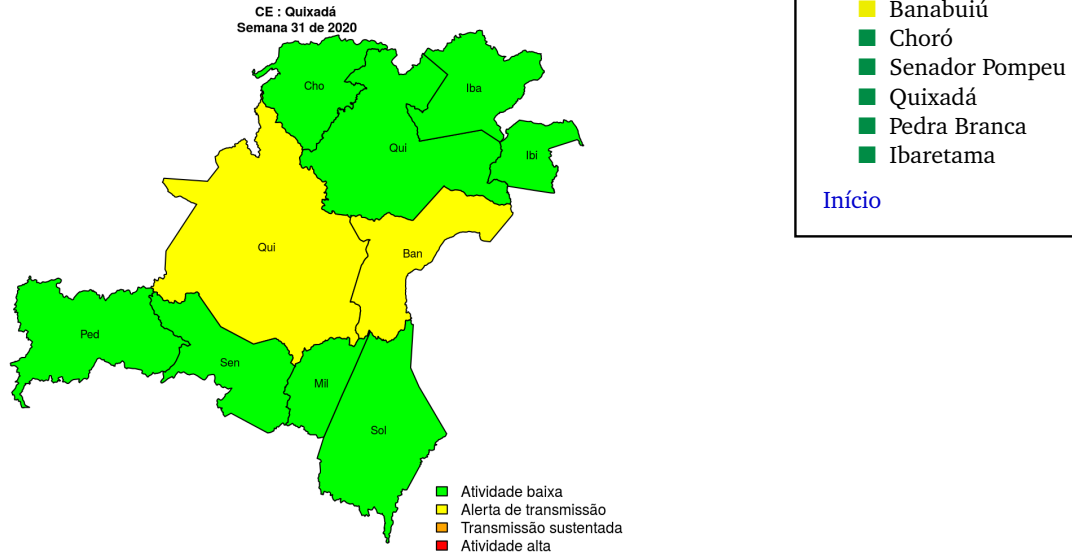 CE : Quixadá
Semana 31 de 2020
Cho
Iba
Qui
Ibi
Qui
Ban
Ped
Sen
Mil
Sol
Atividade baixa
Alerta de transmissão
Transmissão sustentada
Atividade alta
Banabuiú
Choró
Senador Pompeu
Quixadá
Pedra Branca
Ibaretama
Início